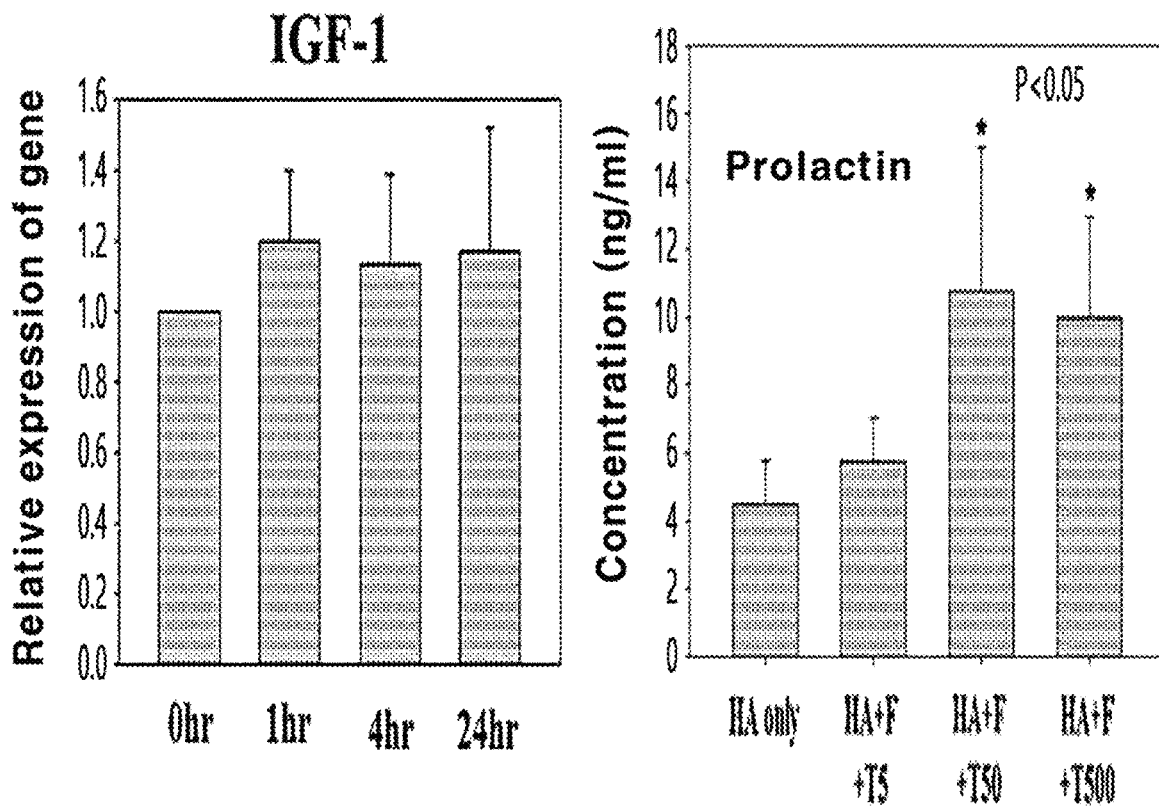 IGF-1
Relative expression of gene
1.6
1.4
1.2
1.0
0.8
0.6
0.4
0.2
0.0
0hr 1hr 4hr 24hr
Concentration (ng/ml)
18
16
14
12
10
8
6
4
2
0
P<0.05
Prolactin
*
*
HA only HA+F HA+F HA+F
+T5 +T50 +T500